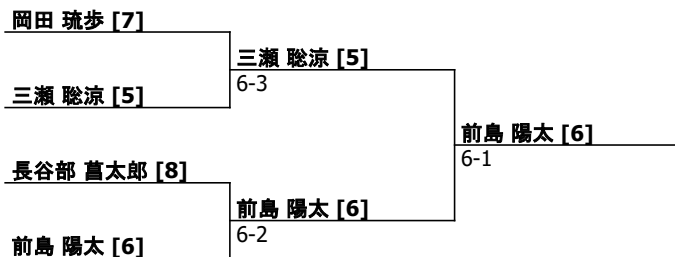 岡田 琉歩 [7]
三瀬 聡涼 [5]
6-3
三瀬 聡涼 [5]
前島 陽太 [6]
6-1
長谷部 菖太郎 [8]
前島 陽太 [6]
6-2
前島 陽太 [6]